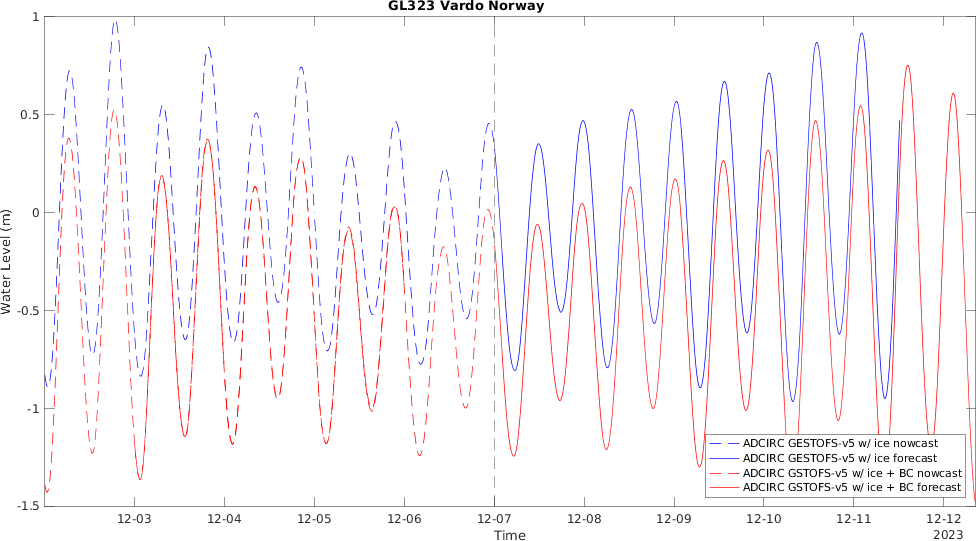 GL323 Vardo Norway
1
0.5
0
-0.5
-1
-1.5
Water Level (m)
ADCIRC GESTOFS-v5 w/ ice nowcast
ADCIRC GESTOFS-v5 w/ ice forecast
ADCIRC GSTOFS-v5 w/ ice + BC nowcast
ADCIRC GSTOFS-v5 w/ ice + BC forecast
12-03 12-04 12-05 12-06 12-07 12-08 12-09 12-10 12-11 12-12
Time
2023